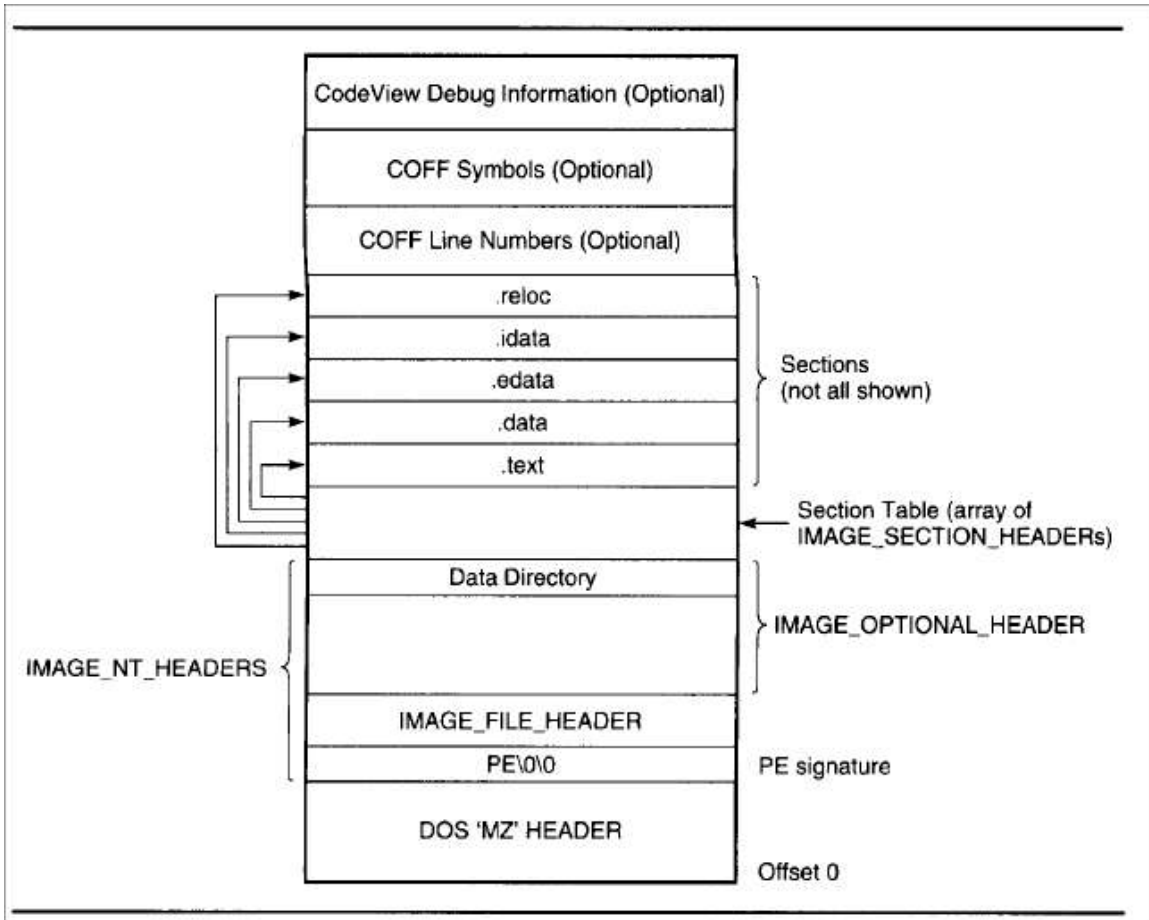 CodeView Debug Information (Optional)
COFF Symbols (Optional)
COFF Line Numbers (Optional)
.reloc
.idata
.edata
.data
.text
Sections
(not all shown)
Section Table (array of
IMAGE_SECTION_HEADERs)
Data Directory
IMAGE_OPTIONAL_HEADER
IMAGE_NT_HEADERS
IMAGE_FILE_HEADER
PE\0\0
PE signature
DOS ‘MZ’ HEADER
Offset 0